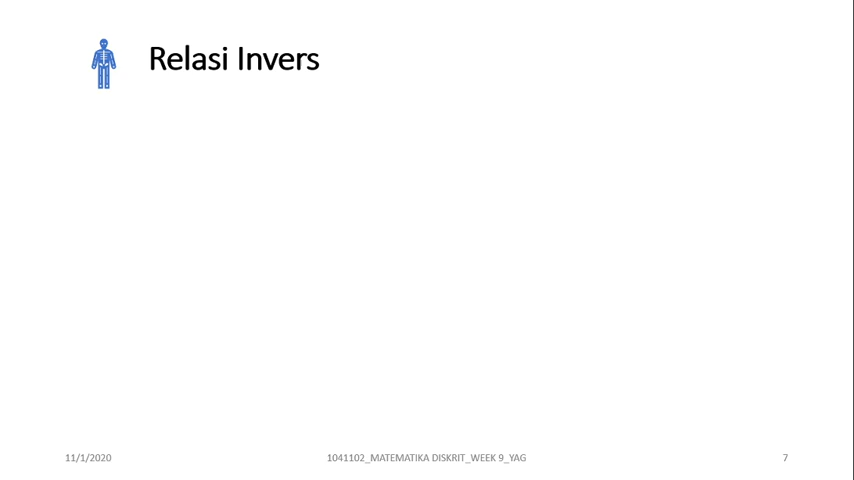 Relasi Invers
11/1/2020
1041102_MATEMATIKA DISKRIT_WEEK 9_YAG
7